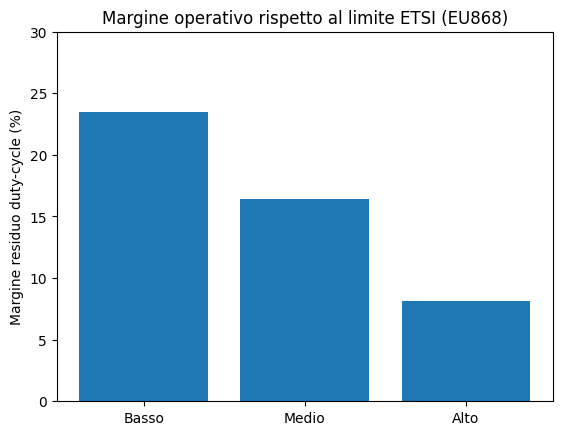 Margine operativo rispetto al limite ETSI (EU868)
Margine residuo duty-cycle (%)
30
25
20
15
10
5
0
Basso Medio Alto